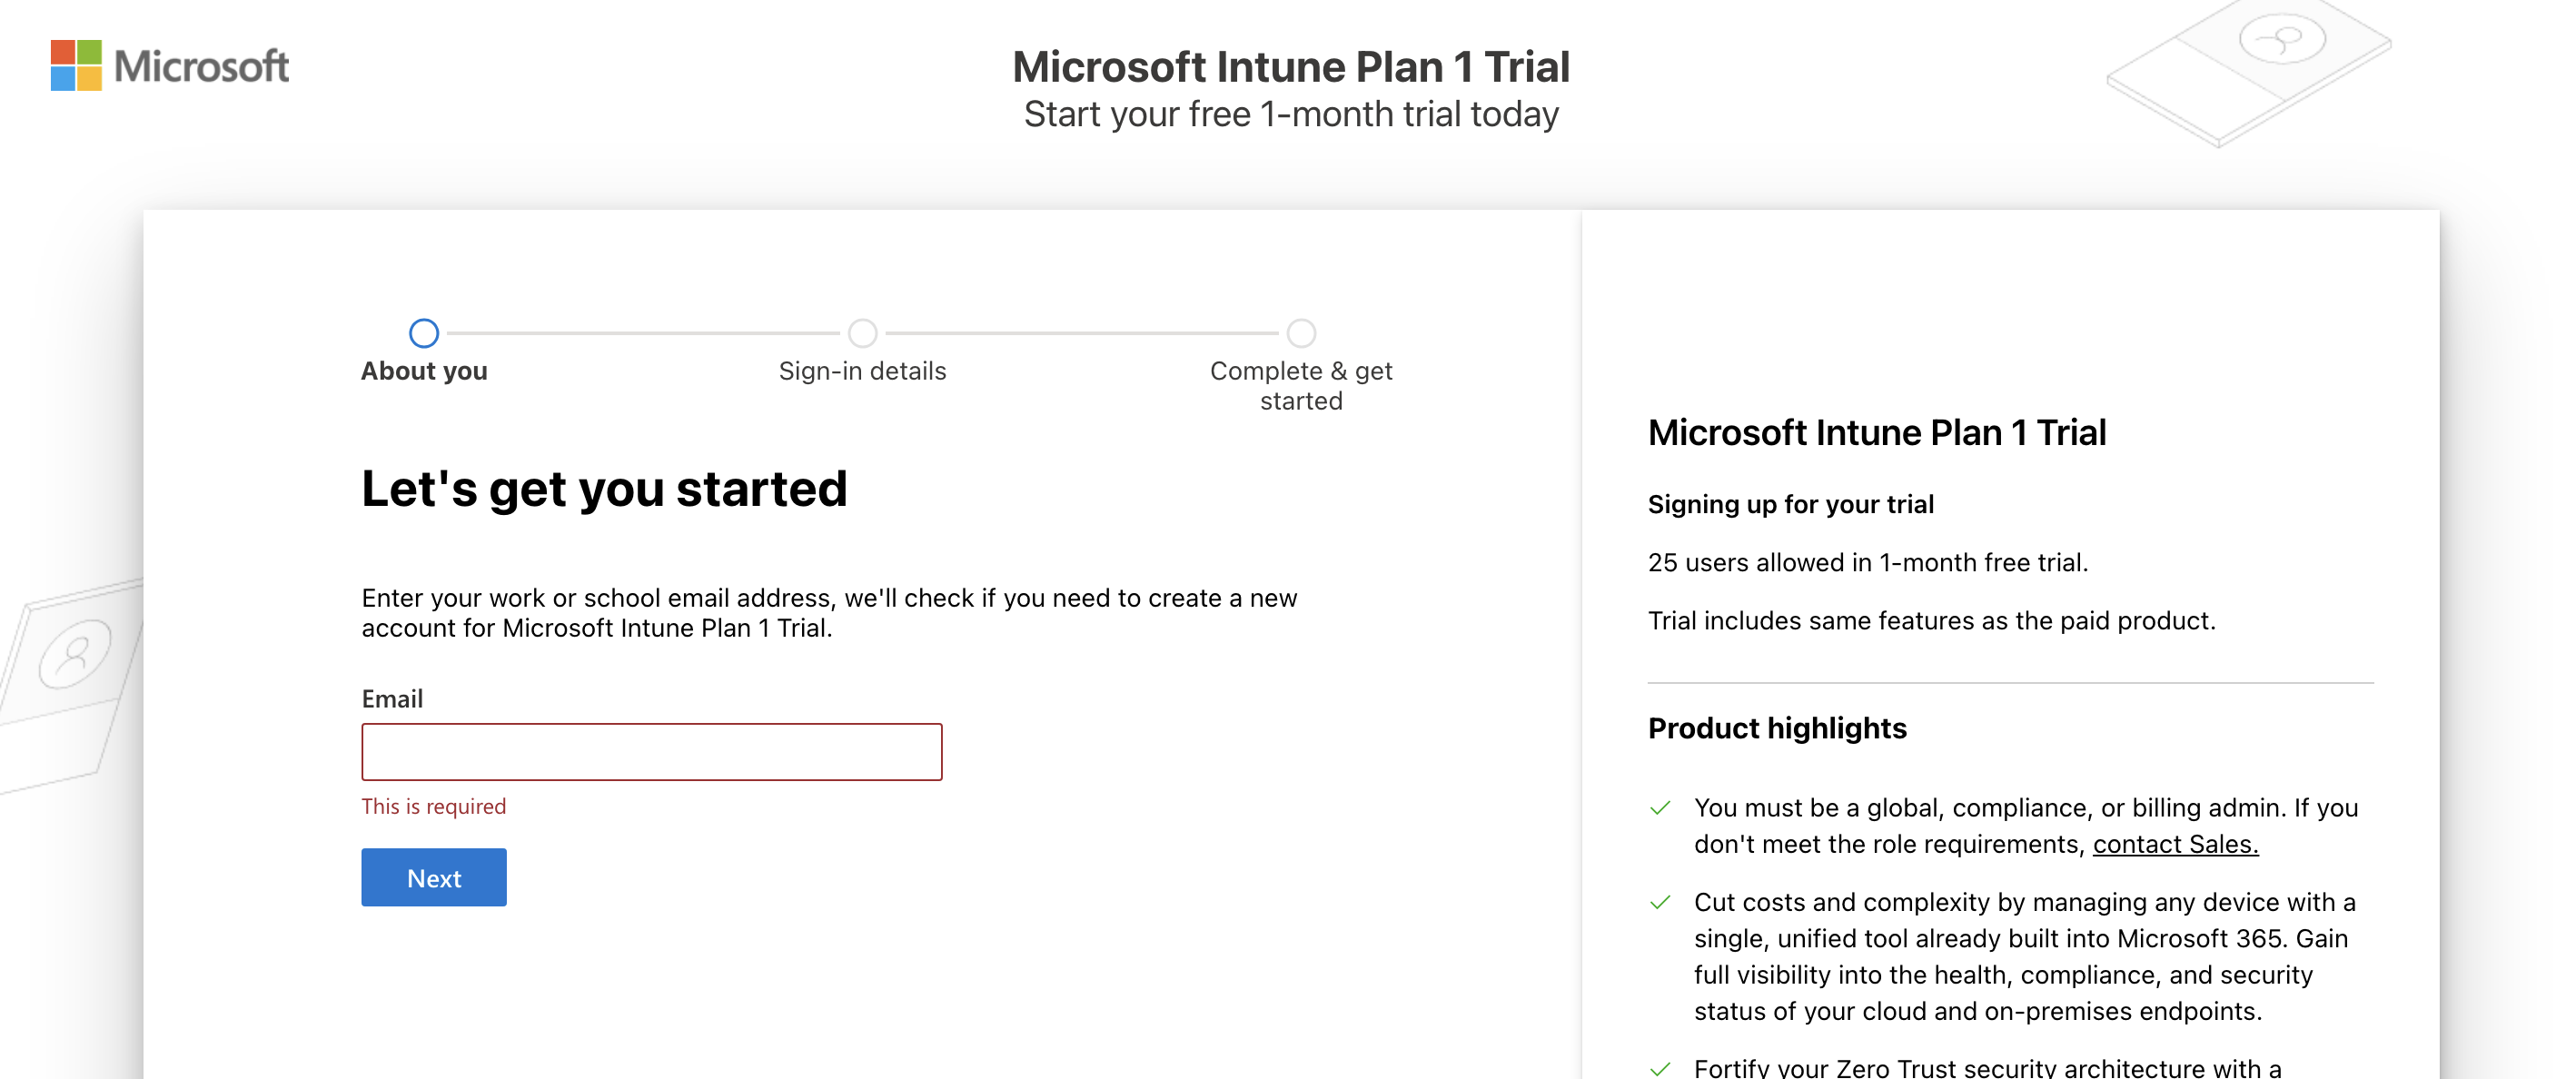 Microsoft
Microsoft Intune Plan 1 Trial
Start your free 1-month trial today
About you
Sign-in details
Complete & get
started
Let's get you started
Enter your work or school email address, we'll check if you need to create a new
account for Microsoft Intune Plan 1 Trial.
Email
This is required
Next
Microsoft Intune Plan 1 Trial
Signing up for your trial
25 users allowed in 1-month free trial.
Trial includes same features as the paid product.
Product highlights
You must be a global, compliance, or billing admin. If you
don't meet the role requirements, contact Sales.
Cut costs and complexity by managing any device with a
single, unified tool already built into Microsoft 365. Gain
full visibility into the health, compliance, and security
status of your cloud and on-premises endpoints.
Fortify your Zero Trust security architecture with a